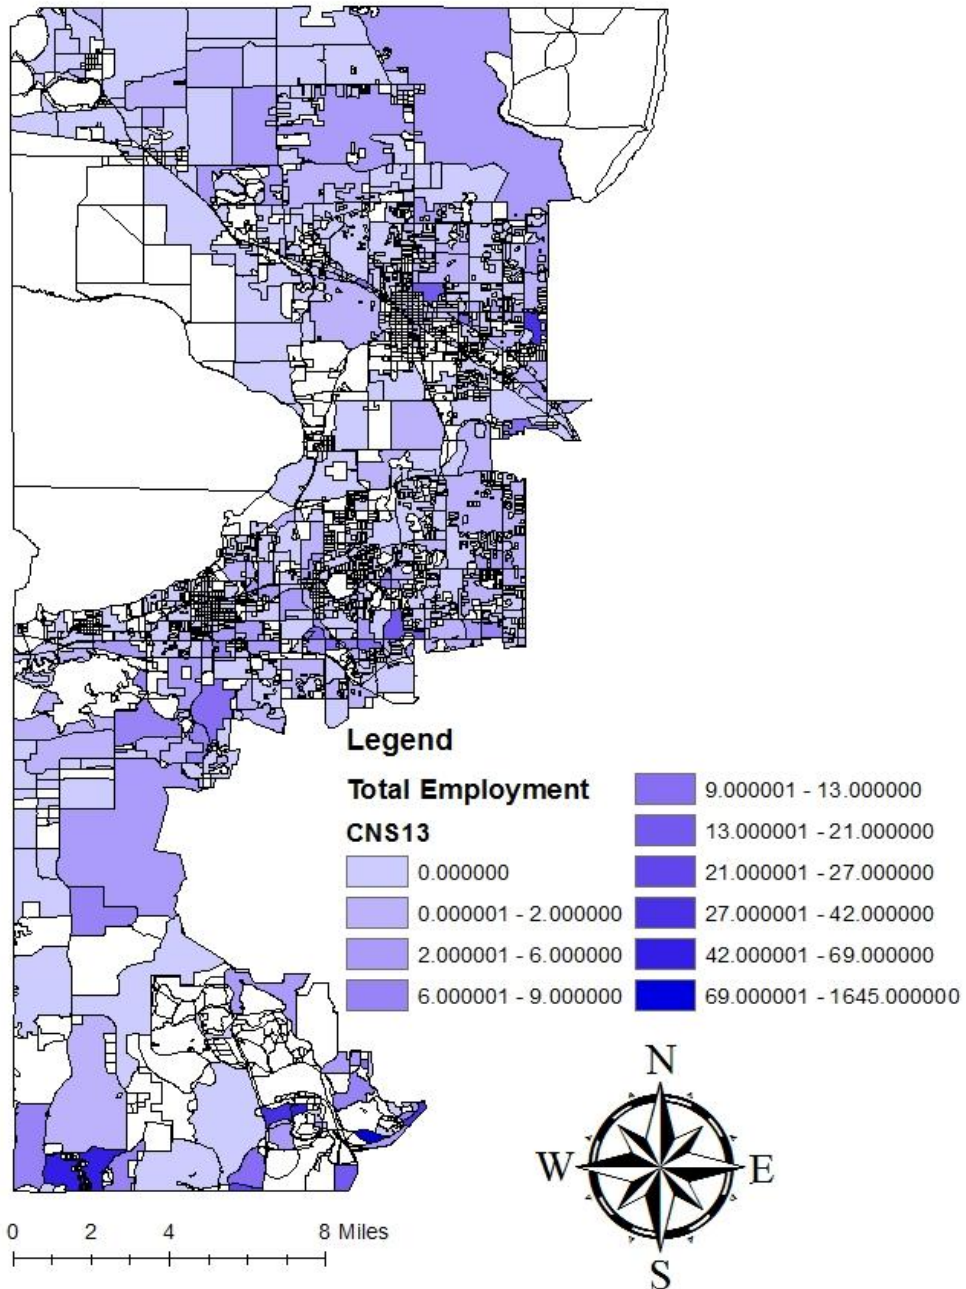 Legend
Total Employment
CNS13
0.000000
0.000001 - 2.000000
2.000001 - 6.000000
6.000001 - 9.000000
9.000001 - 13.000000
13.000001 - 21.000000
21.000001 - 27.000000
27.000001 - 42.000000
42.000001 - 69.000000
69.000001 - 1645.000000
N
W E
S
0 2 4 8 Miles